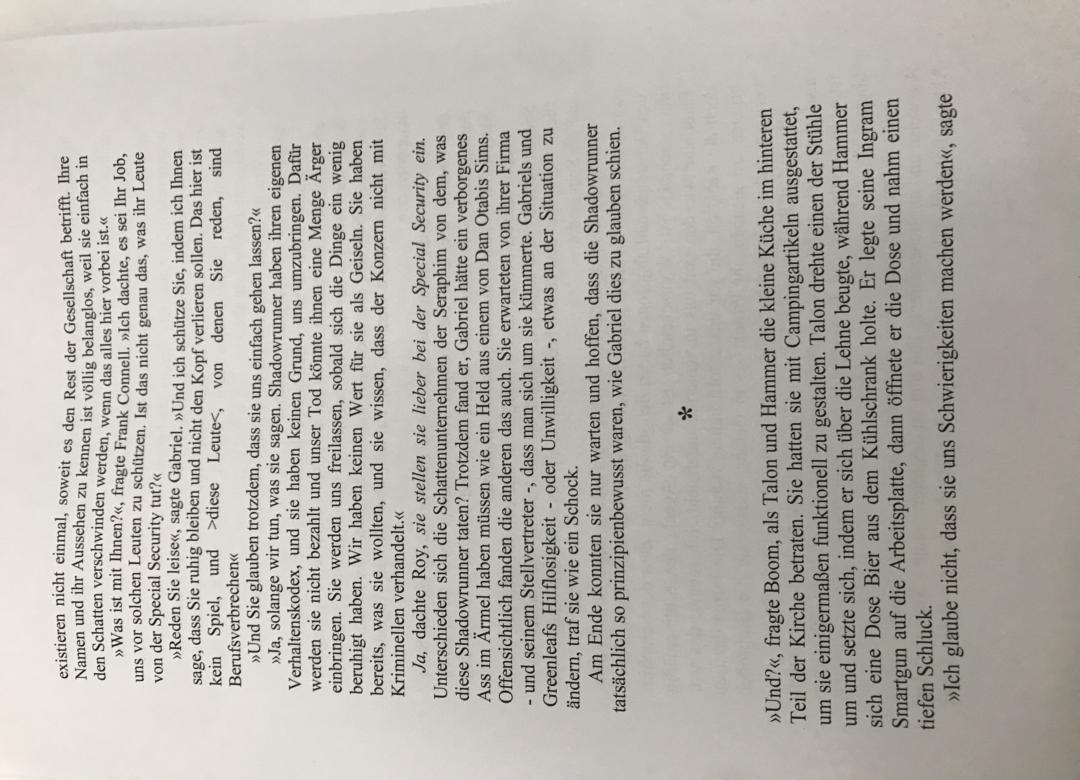 existieren nicht einmal, soweit es den Rest der Gesellschaft betrifft. Ihre
Namen und ihr Aussehen zu kennen ist völlig belanglos, weil sie einfach in
den Schatten verschwinden werden, wenn das alles hier vorbei ist.«
»Was ist mit Ihnen?«, fragte Frank Connell. »Ich dachte, es sei Ihr Job,
uns vor solchen Leuten zu schützen. Ist das nicht genau das, was ihr Leute
von der Special Security tut?«
»Reden Sie leise«, sagte Gabriel. »Und ich schütze Sie, indem ich Ihnen
sage, dass Sie ruhig bleiben und nicht den Kopf verlieren sollen. Das hier ist
kein Spiel, und >diese Leute<, von denen Sie reden, sind
Berufsverbrechen«
»Und Sie glauben trotzdem, dass sie uns einfach gehen lassen?«
»Ja, solange wir tun, was sie sagen. Shadowrunner haben ihren eigenen
Verhaltenskodex, und sie haben keinen Grund, uns umzubringen. Dafür
werden sie nicht bezahlt und unser Tod könnte ihnen eine Menge Ärger
einbringen. Sie werden uns freilassen, sobald sich die Dinge ein wenig
beruhigt haben. Wir haben keinen Wert für sie als Geiseln. Sie haben
bereits, was sie wollten, und sie wissen, dass der Konzern nicht mit
Kriminellen verhandelt.«
Ja, dachte Roy, sie stellen sie lieber bei der Special Security ein.
Unterschieden sich die Schattenunternehmen der Seraphim von dem, was
diese Shadowrunner taten? Trotzdem fand er, Gabriel hätte ein verborgenes
Ass im Ärmel haben müssen wie ein Held aus einem von Dan Otabis Sims.
Offensichtlich fanden die anderen das auch. Sie erwarteten von ihrer Firma
- und seinem Stellvertreter -, dass man sich um sie kümmerte. Gabriels und
Greenleafs Hilflosigkeit - oder Unwilligkeit -, etwas an der Situation zu
ändern, traf sie wie ein Schock.
Am Ende konnten sie nur warten und hoffen, dass die Shadowrunner
tatsächlich so prinzipienbewusst waren, wie Gabriel dies zu glauben schien.
*
»Und?«, fragte Boom, als Talon und Hammer die kleine Küche im hinteren
Teil der Kirche betraten. Sie hatten sie mit Campingartikeln ausgestattet,
um sie einigermaßen funktionell zu gestalten. Talon drehte einen der Stühle
um und setzte sich, indem er sich über die Lehne beugte, während Hammer
sich eine Dose Bier aus dem Kühlschrank holte. Er legte seine Ingram
Smartgun auf die Arbeitsplatte, dann öffnete er die Dose und nahm einen
tiefen Schluck.
»Ich glaube nicht, dass sie uns Schwierigkeiten machen werden«, sagte